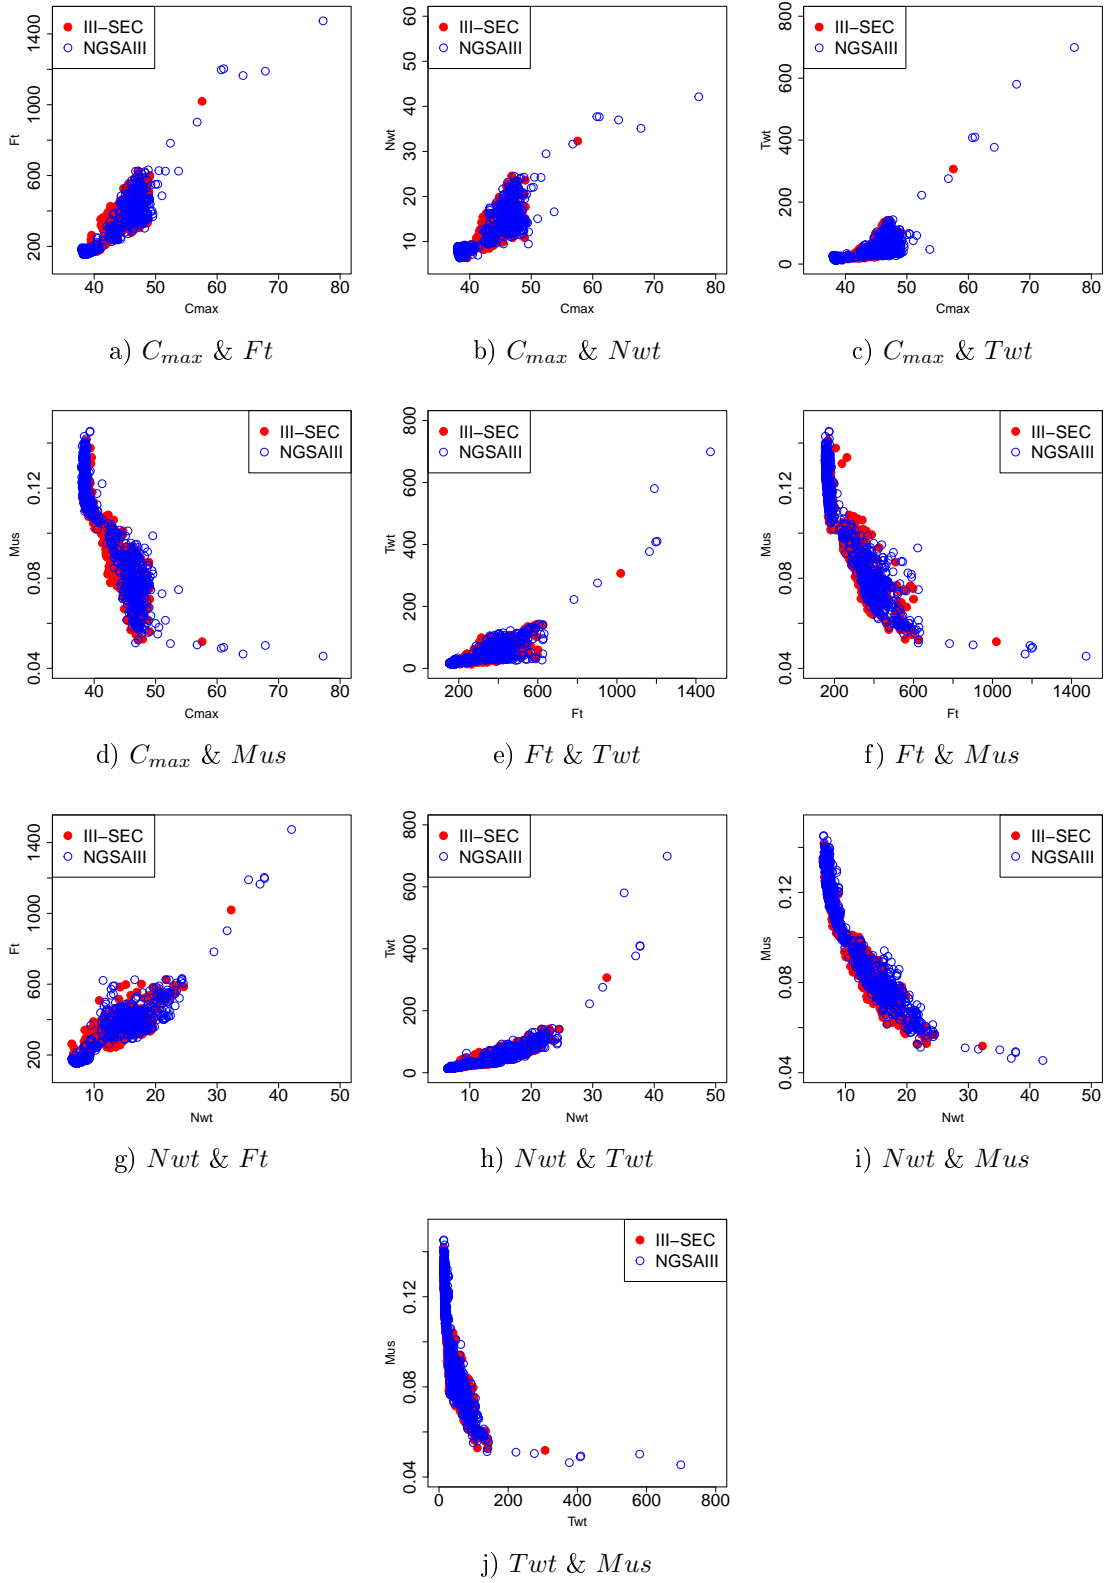 III-SEC
NGSAIII
Ft
200
600
1000
1400
40
50
60
70
80
Cmax
a) Cmax & Ft
III-SEC
NGSAIII
Nwt
10
20
30
40
50
60
40
50
60
70
80
Cmax
b) Cmax & Nwt
III-SEC
NGSAIII
Twt
0
200
400
600
800
40
50
60
70
80
Cmax
c) Cmax & Twt
III-SEC
NGSAIII
Mus
0.04
0.08
0.12
40
50
60
70
80
Cmax
d) Cmax & Mus
III-SEC
NGSAIII
Twt
0
200
400
600
800
200
600
1000
1400
Ft
e) Ft & Twt
III-SEC
NGSAIII
Mus
0.04
0.08
0.12
200
600
1000
1400
Ft
f) Ft & Mus
III-SEC
NGSAIII
Ft
200
600
1000
1400
10
20
30
40
50
Nwt
g) Nwt & Ft
III-SEC
NGSAIII
Twt
0
200
400
600
800
10
20
30
40
50
Nwt
h) Nwt & Twt
III-SEC
NGSAIII
Mus
0.04
0.08
0.12
10
20
30
40
50
Nwt
i) Nwt & Mus
III-SEC
NGSAIII
Mus
0.04
0.08
0.12
0
200
400
600
800
Twt
j) Twt & Mus